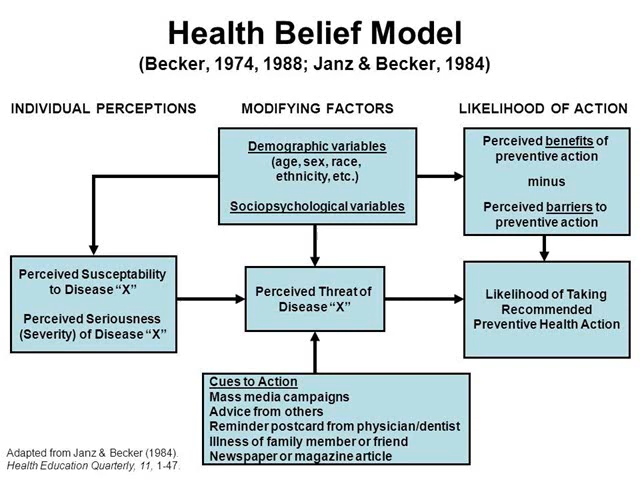 Health Belief Model
(Becker, 1974, 1988; Janz & Becker, 1984)
INDIVIDUAL PERCEPTIONS
MODIFYING FACTORS
LIKELIHOOD OF ACTION
Demographic variables
(age, sex, race,
ethnicity, etc.)
Sociopsychological variables
Perceived benefits of
preventive action
minus
Perceived barriers to
preventive action
Perceived Susceptability
to Disease “X”
Perceived Seriousness
(Severity) of Disease “X”
Perceived Threat of
Disease “X”
Likelihood of Taking
Recommended
Preventive Health Action
Cues to Action
Mass media campaigns
Advice from others
Reminder postcard from physician/dentist
Illness of family member or friend
Newspaper or magazine article
Adapted from Janz & Becker (1984).
Health Education Quarterly, 11, 1-47.